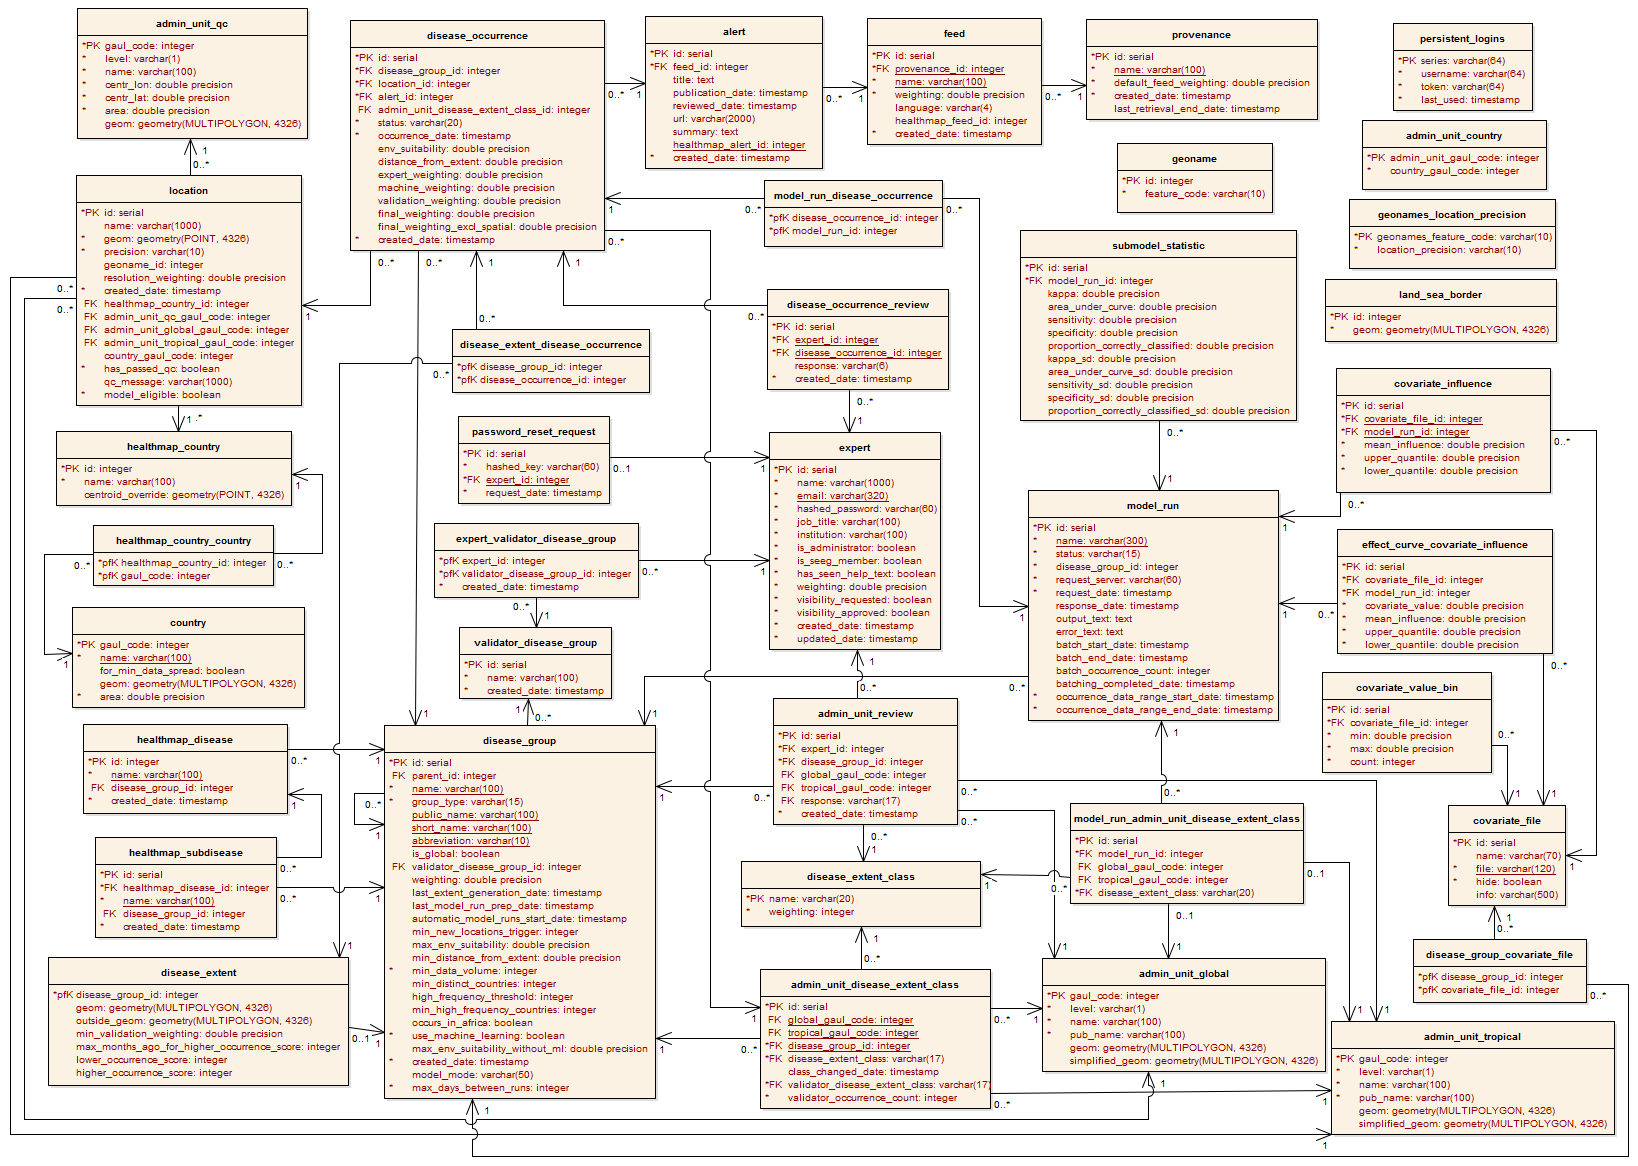 admin_unit_qc
*PK gaul_code: integer
* level: varchar(1)
* name: varchar(100)
* centr_lon: double precision
* centr_lat: double precision
* area: double precision
geom: geometry(MULTIPOLYGON, 4326)
1
0..*
location
*PK id: serial
name: varchar(1000)
* geom: geometry(POINT, 4326)
* precision: varchar(10)
geoname_id: integer
resolution_weighting: double precision
* created_date: timestamp
FK healthmap_country_id: integer
FK admin_unit_qc_gaul_code: integer
FK admin_unit_global_gaul_code: integer
FK admin_unit_tropical_gaul_code: integer
country_gaul_code: integer
* has_passed_qc: boolean
qc_message: varchar(1000)
* model_eligible: boolean
0..*
0..*
1 ..*
healthmap_country
*PK id: integer
* name: varchar(100)
centroid_override: geometry(POINT, 4326)
1
healthmap_country_country
*pfK healthmap_country_id: integer
*pfK gaul_code: integer
0..*
0..*
country
*PK gaul_code: integer
* name: varchar(100)
for_min_data_spread: boolean
geom: geometry(MULTIPOLYGON, 4326)
* area: double precision
1
healthmap_disease
*PK id: integer
* name: varchar(100)
FK disease_group_id: integer
* created_date: timestamp
0..*
1
1
healthmap_subdisease
*PK id: serial
*FK healthmap_disease_id: integer
* name: varchar(100)
FK disease_group_id: integer
* created_date: timestamp
0..*
0..*
1
disease_extent
*pfK disease_group_id: integer
geom: geometry(MULTIPOLYGON, 4326)
outside_geom: geometry(MULTIPOLYGON, 4326)
min_validation_weighting: double precision
max_months_ago_for_higher_occurrence_score: integer
lower_occurrence_score: integer
higher_occurrence_score: integer
1
0..1
1
disease_occurrence
*PK id: serial
*FK disease_group_id: integer
*FK location_id: integer
*FK alert_id: integer
FK admin_unit_disease_extent_class_id: integer
* status: varchar(20)
* occurrence_date: timestamp
env_suitability: double precision
distance_from_extent: double precision
expert_weighting: double precision
machine_weighting: double precision
validation_weighting: double precision
final_weighting: double precision
final_weighting_excl_spatial: double precision
* created_date: timestamp
0..*
1
1
0..*
0..*
0..*
1
1
1
alert
*PK id: serial
*FK feed_id: integer
title: text
publication_date: timestamp
reviewed_date: timestamp
url: varchar(2000)
summary: text
healthmap_alert_id: integer
* created_date: timestamp
0..*
1
feed
*PK id: serial
*FK provenance_id: integer
* name: varchar(100)
* weighting: double precision
language: varchar(4)
healthmap_feed_id: integer
* created_date: timestamp
0..*
1
provenance
*PK id: serial
* name: varchar(100)
* default_feed_weighting: double precision
* created_date: timestamp
last_retrieval_end_date: timestamp
persistent_logins
*PK series: varchar(64)
* username: varchar(64)
* token: varchar(64)
* last_used: timestamp
admin_unit_country
*PK admin_unit_gaul_code: integer
* country_gaul_code: integer
geoname
*PK id: integer
* feature_code: varchar(10)
geonames_location_precision
*PK geonames_feature_code: varchar(10)
* location_precision: varchar(10)
land_sea_border
*PK id: integer
* geom: geometry(MULTIPOLYGON, 4326)
model_run_disease_occurrence
*pfK disease_occurrence_id: integer
*pfK model_run_id: integer
0..*
0..*
disease_extent_disease_occurrence
*pfK disease_group_id: integer
*pfK disease_occurrence_id: integer
0..*
0..*
disease_occurrence_review
*PK id: serial
*FK expert_id: integer
*FK disease_occurrence_id: integer
response: varchar(6)
* created_date: timestamp
0..*
0..*
1
submodel_statistic
*PK id: serial
*FK model_run_id: integer
kappa: double precision
area_under_curve: double precision
sensitivity: double precision
specificity: double precision
proportion_correctly_classified: double precision
kappa_sd: double precision
area_under_curve_sd: double precision
sensitivity_sd: double precision
specificity_sd: double precision
proportion_correctly_classified_sd: double precision
0..*
1
covariate_influence
*PK id: serial
*FK covariate_file_id: integer
*FK model_run_id: integer
* mean_influence: double precision
* upper_quantile: double precision
* lower_quantile: double precision
0..*
0..*
1
password_reset_request
*PK id: serial
* hashed_key: varchar(60)
*FK expert_id: integer
* request_date: timestamp
0..1
1
expert
*PK id: serial
* name: varchar(1000)
* email: varchar(320)
* hashed_password: varchar(60)
* job_title: varchar(100)
* institution: varchar(100)
* is_administrator: boolean
* is_seeg_member: boolean
* has_seen_help_text: boolean
* weighting: double precision
* visibility_requested: boolean
* visibility_approved: boolean
* created_date: timestamp
* updated_date: timestamp
1
0..*
expert_validator_disease_group
*pfK expert_id: integer
*pfK validator_disease_group_id: integer
* created_date: timestamp
0..*
1
0..*
1
validator_disease_group
*PK id: serial
* name: varchar(100)
* created_date: timestamp
1
0..*
model_run
*PK id: serial
* name: varchar(300)
* status: varchar(15)
* disease_group_id: integer
* request_server: varchar(60)
* request_date: timestamp
response_date: timestamp
output_text: text
error_text: text
batch_start_date: timestamp
batch_end_date: timestamp
batch_occurrence_count: integer
batching_completed_date: timestamp
* occurrence_data_range_start_date: timestamp
* occurrence_data_range_end_date: timestamp
1
0..*
1
1
effect_curve_covariate_influence
*PK id: serial
*FK covariate_file_id: integer
*FK model_run_id: integer
* covariate_value: double precision
* mean_influence: double precision
* upper_quantile: double precision
* lower_quantile: double precision
0..*
0..*
covariate_value_bin
*PK id: serial
*FK covariate_file_id: integer
* min: double precision
* max: double precision
* count: integer
0..*
1
1
covariate_file
*PK id: serial
name: varchar(70)
* file: varchar(120)
* hide: boolean
info: varchar(500)
1
1
0..*
disease_group_covariate_file
*pfK disease_group_id: integer
*pfK covariate_file_id: integer
0..*
disease_group
*PK id: serial
FK parent_id: integer
* name: varchar(100)
* group_type: varchar(15)
public_name: varchar(100)
short_name: varchar(100)
abbreviation: varchar(10)
is_global: boolean
FK validator_disease_group_id: integer
weighting: double precision
last_extent_generation_date: timestamp
last_model_run_prep_date: timestamp
automatic_model_runs_start_date: timestamp
min_new_locations_trigger: integer
max_env_suitability: double precision
min_distance_from_extent: double precision
* min_data_volume: integer
min_distinct_countries: integer
high_frequency_threshold: integer
min_high_frequency_countries: integer
occurs_in_africa: boolean
* use_machine_learning: boolean
max_env_suitability_without_ml: double precision
* created_date: timestamp
* model_mode: varchar(50)
* max_days_between_runs: integer
1
1
0..*
1
1
1
1
admin_unit_review
*PK id: serial
*FK expert_id: integer
*FK disease_group_id: integer
FK global_gaul_code: integer
FK tropical_gaul_code: integer
FK response: varchar(17)
* created_date: timestamp
0..*
0..*
0..*
0..*
1
model_run_admin_unit_disease_extent_class
*PK id: serial
*FK model_run_id: integer
FK global_gaul_code: integer
FK tropical_gaul_code: integer
*FK disease_extent_class: varchar(20)
0..*
0..1
0..1
0..*
disease_extent_class
*PK name: varchar(20)
* weighting: integer
1
1
0..*
admin_unit_disease_extent_class
*PK id: serial
FK global_gaul_code: integer
FK tropical_gaul_code: integer
*FK disease_group_id: integer
*FK disease_extent_class: varchar(17)
class_changed_date: timestamp
*FK validator_disease_extent_class: varchar(17)
* validator_occurrence_count: integer
1
0..*
0..*
0..*
1
admin_unit_global
*PK gaul_code: integer
* level: varchar(1)
* name: varchar(100)
* pub_name: varchar(100)
geom: geometry(MULTIPOLYGON, 4326)
simplified_geom: geometry(MULTIPOLYGON, 4326)
1
1
1
admin_unit_tropical
*PK gaul_code: integer
* level: varchar(1)
* name: varchar(100)
* pub_name: varchar(100)
geom: geometry(MULTIPOLYGON, 4326)
simplified_geom: geometry(MULTIPOLYGON, 4326)
1
1
1
1